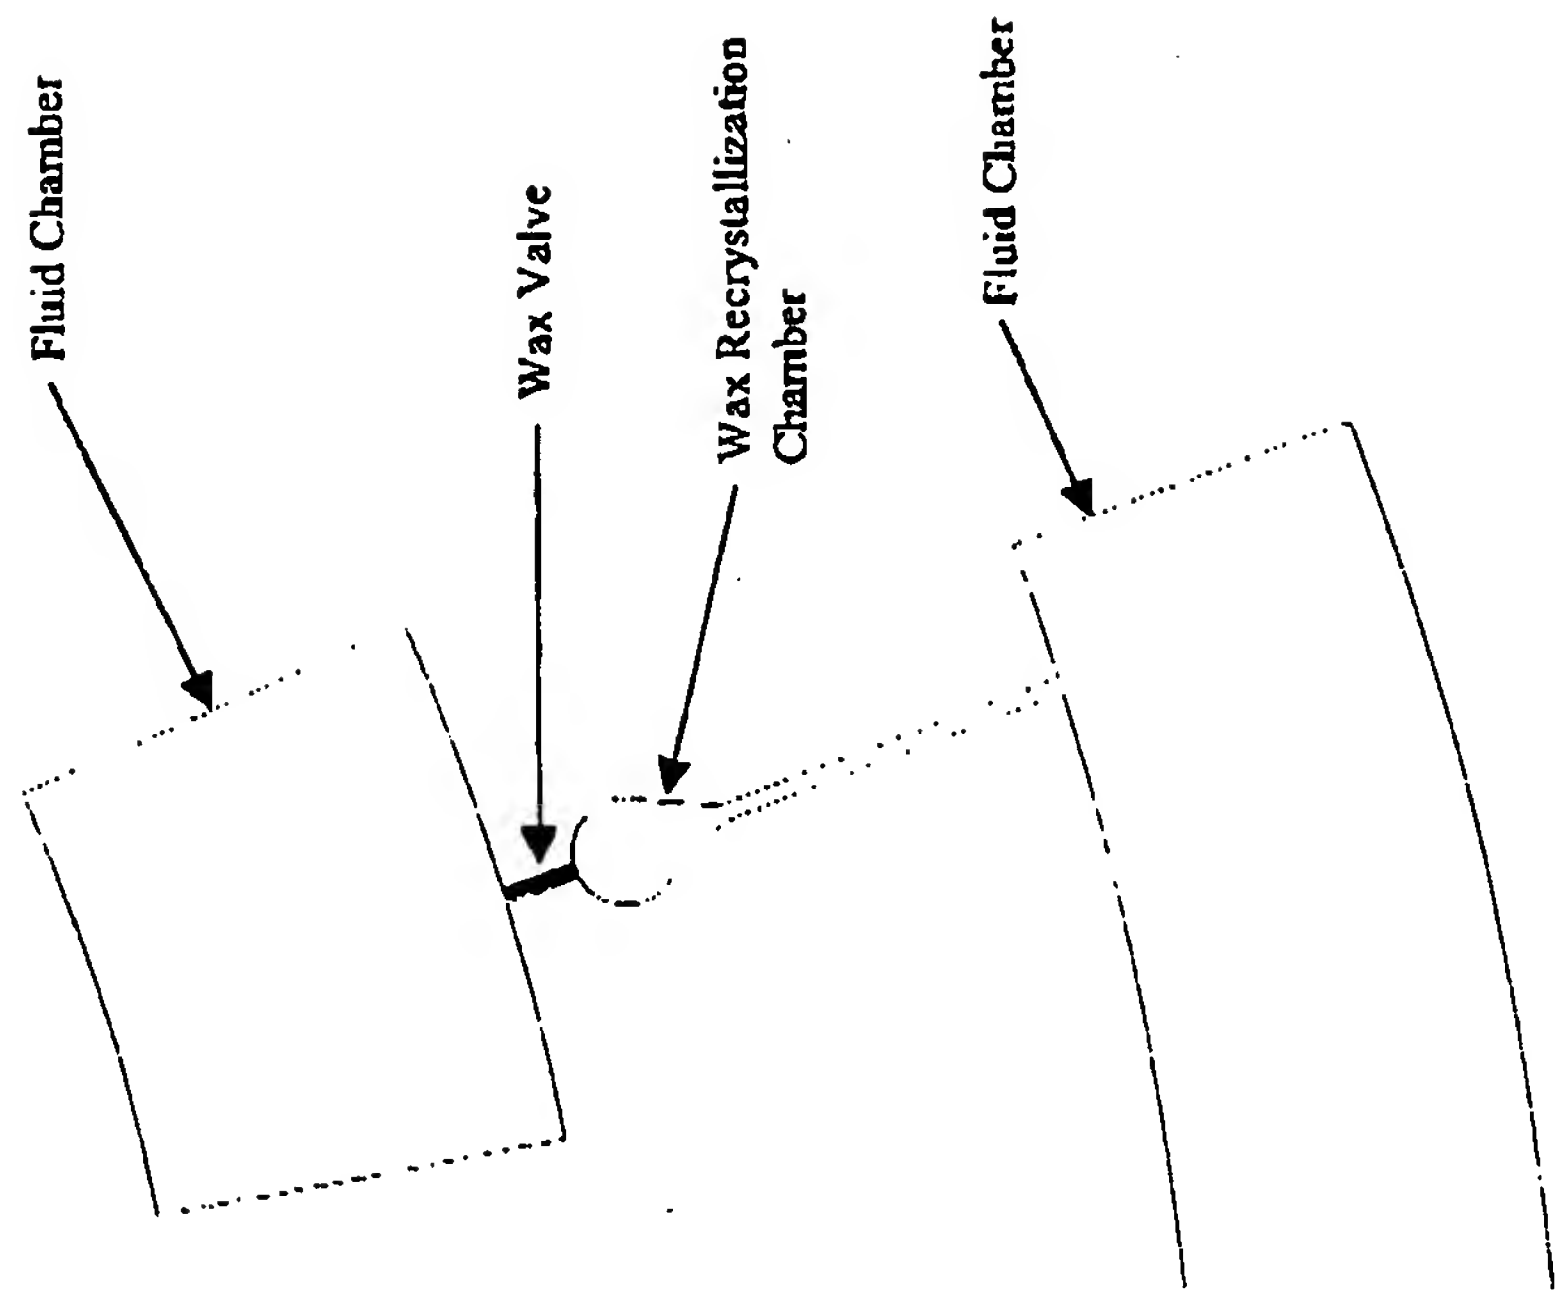 Fluid Chamber
Wax Valve
Wax Recrystallization
Chamber
Fluid Chamber